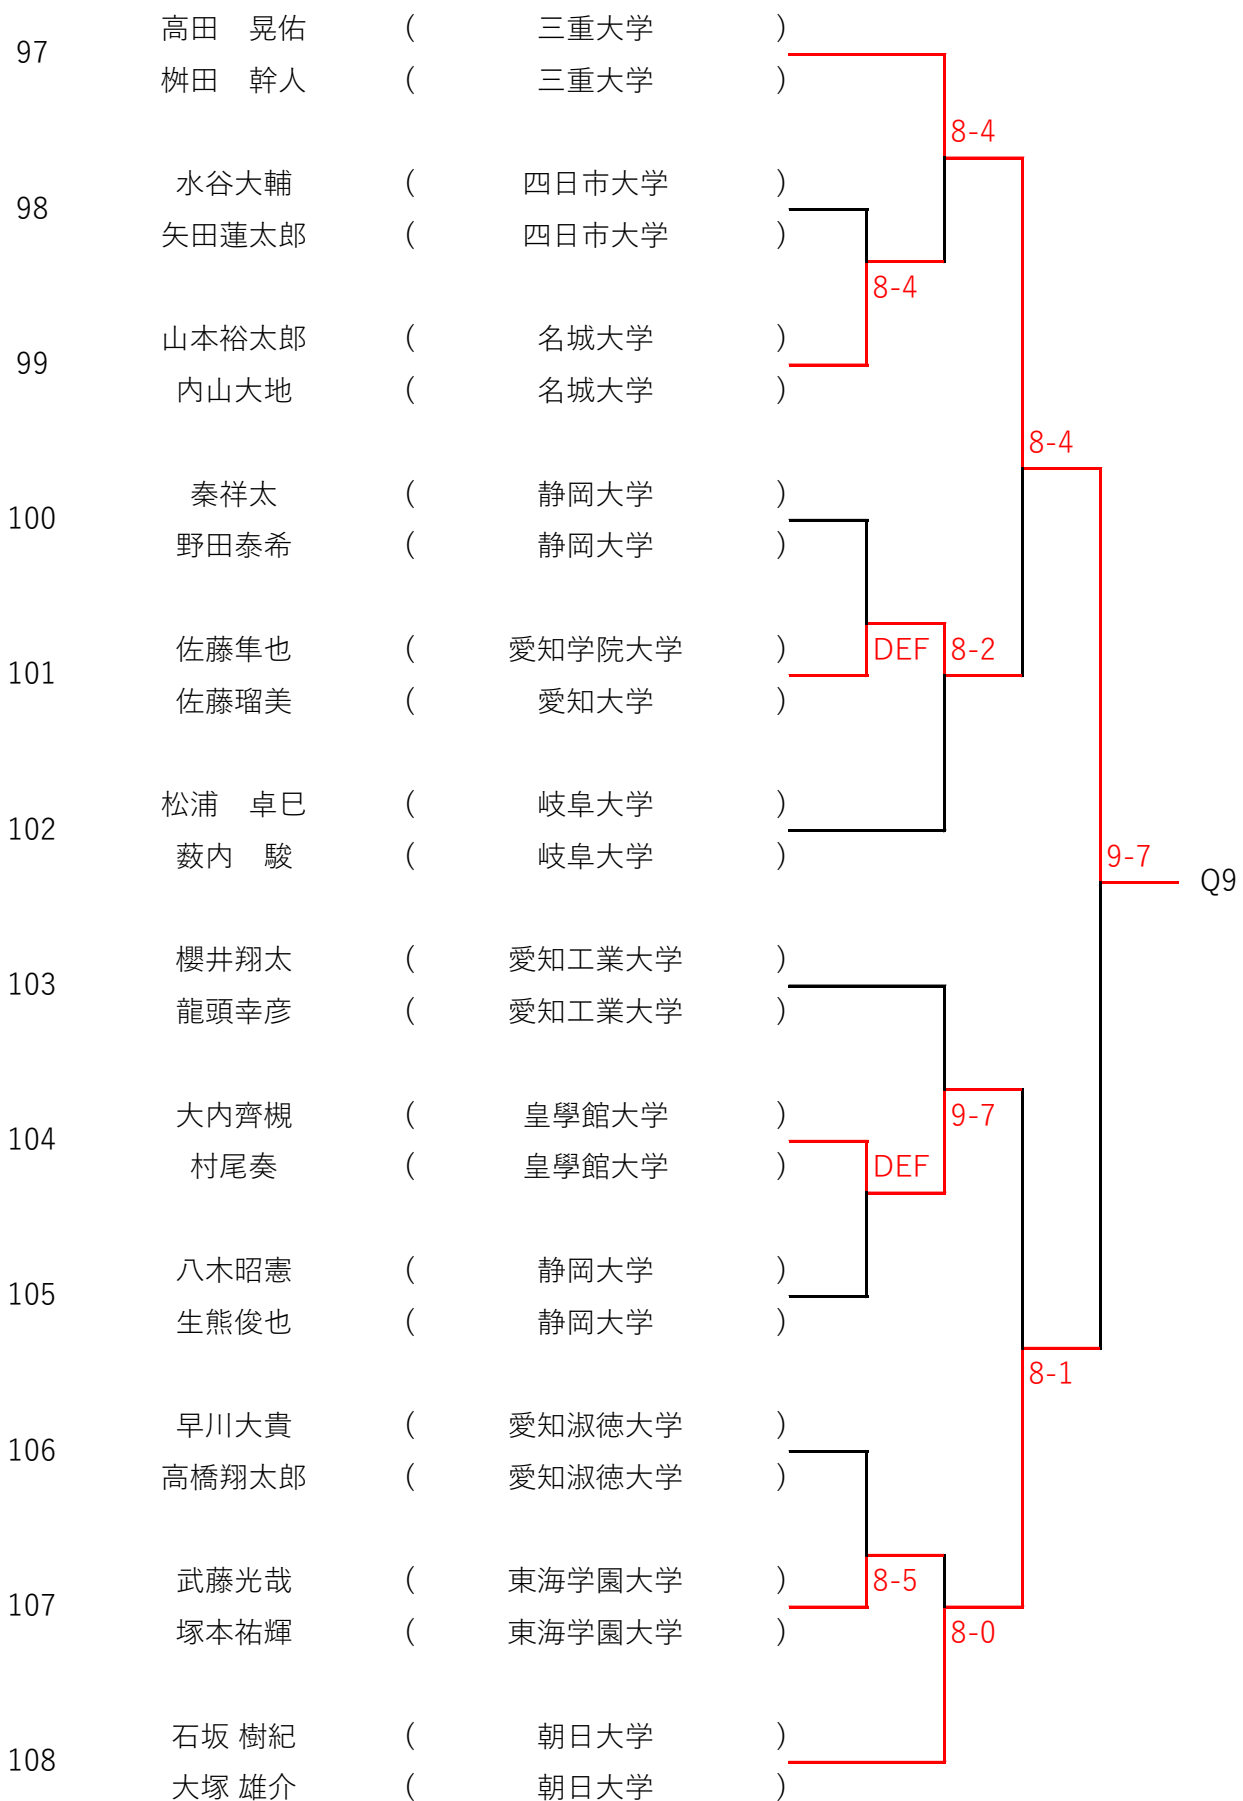 高田　晃佑 ( 三重大学 )
97
桝田　幹人 ( 三重大学 )
8-4
水谷大輔 ( 四日市大学 )
98
矢田蓮太郎 ( 四日市大学 )
8-4
山本裕太郎 ( 名城大学 )
99
内山大地 ( 名城大学 )
8-4
秦祥太 ( 静岡大学 )
100
野田泰希 ( 静岡大学 )
佐藤隼也 ( 愛知学院大学 ) DEF 8-2
101
佐藤瑠美 ( 愛知大学 )
松浦　卓巳 ( 岐阜大学 )
102
薮内　駿 ( 岐阜大学 ) 9-7
Q9
櫻井翔太 ( 愛知工業大学 )
103
龍頭幸彦 ( 愛知工業大学 )
大内齊槻 ( 皇學館大学 ) 9-7
104
村尾奏 ( 皇學館大学 ) DEF
八木昭憲 ( 静岡大学 )
105
生熊俊也 ( 静岡大学 )
8-1
早川大貴 ( 愛知淑徳大学 )
106
高橋翔太郎 ( 愛知淑徳大学 )
武藤光哉 ( 東海学園大学 ) 8-5
107
塚本祐輝 ( 東海学園大学 ) 8-0
石坂 樹紀 ( 朝日大学 )
108
大塚 雄介 ( 朝日大学 )